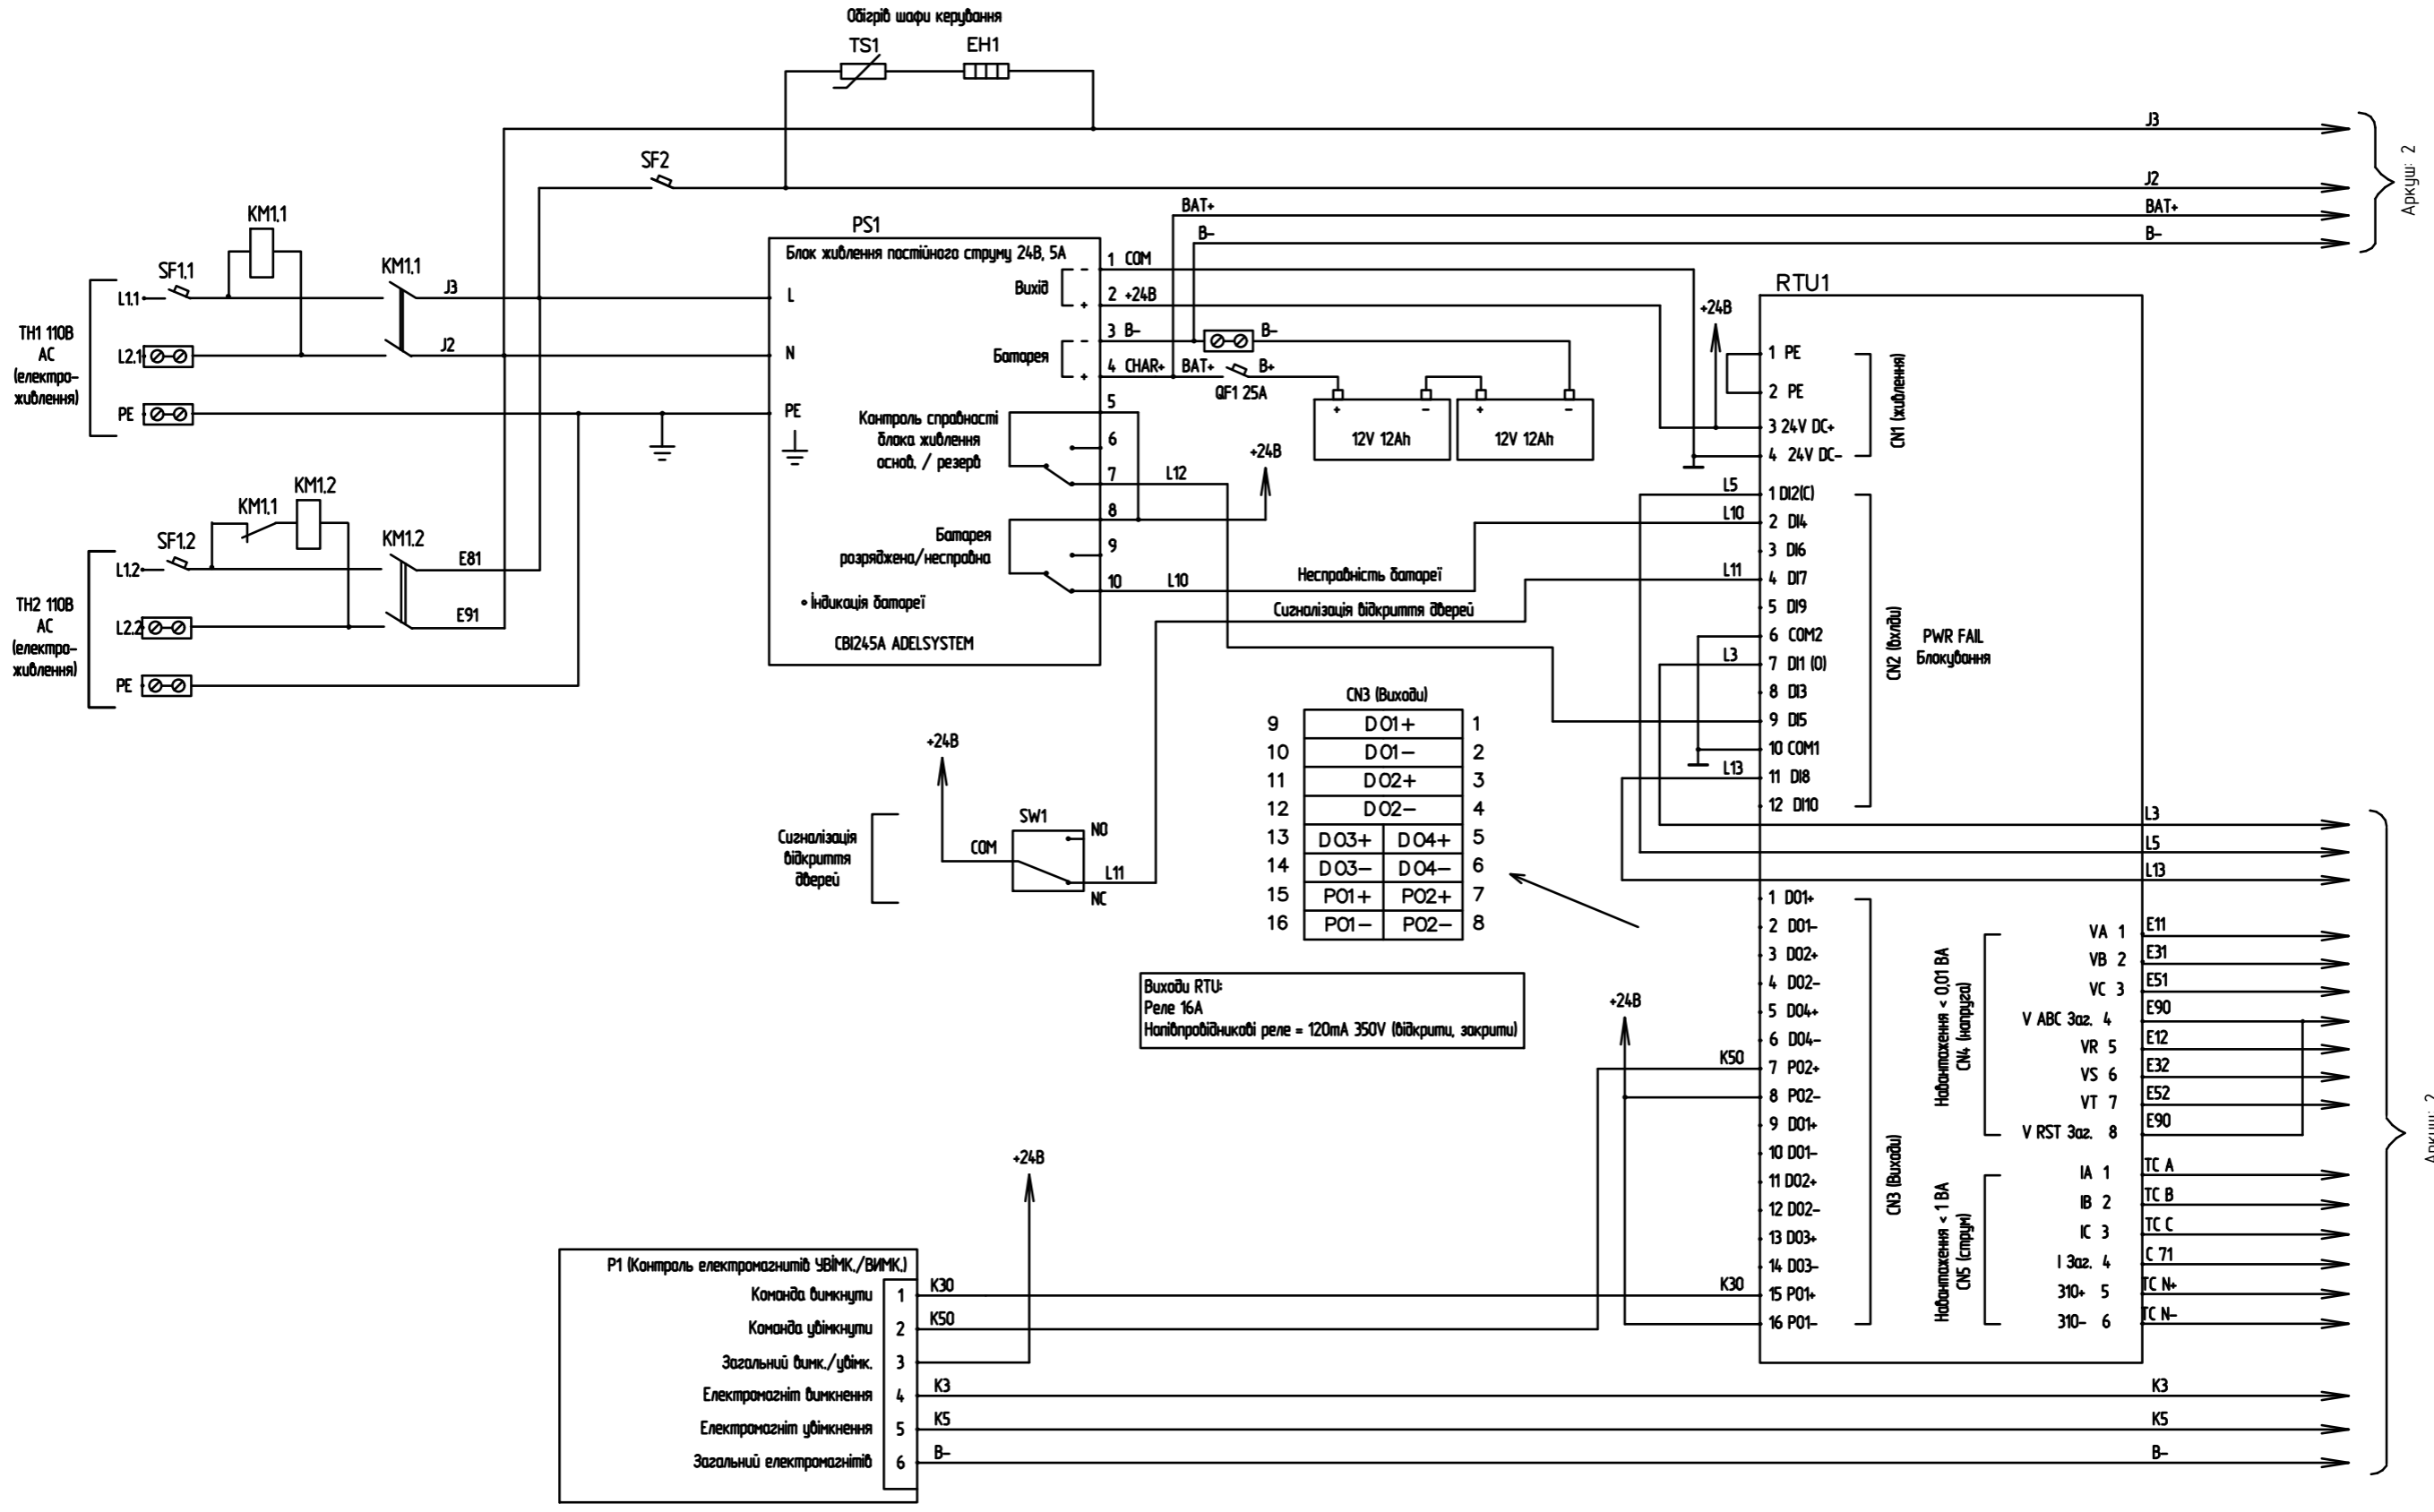 Обігрів шафи керування
TS1
EH1
J3
SF2
J2
Аркуш: 2
BAT+
BAT+
B-
B-
KM1.1
SF1.1
KM1.1
J3
L1.1
ТН1 110В
AC
(електро-
живлення)
L2.1
J2
PE
PS1
Блок живлення постійного струму 24В, 5А
L
N
PE
Вихід
-
+
Батарея
-
+
1 COM
2 +24В
3 B-
4 CHAR+
BAT+
B-
B+
QF1 25A
+
-
12V 12Ah
+
-
12V 12Ah
Контроль справності
блока живлення
основ. / резерв
5
6
7
L12
+24В
Батарея
розряджена/несправна
8
9
10
L10
• Індикація батареї
CBI245A ADELSYSTEM
Несправність батареї
Сигналізація відкриття дверей
KM1.2
KM1.1
SF1.2
KM1.2
E81
L1.2
ТН2 110В
AC
(електро-
живлення)
L2.2
E91
PE
RTU1
+24В
1 PE
2 PE
3 24V DC+
4 24V DC-
CN1 (живлення)
L5
1 DI2(C)
L10
2 DI4
3 DI6
L11
4 DI7
5 DI9
6 COM2
L3
7 DI1 (O)
8 DI3
9 DI5
10 COM1
L13
11 DI8
12 DI10
CN2 (вхлди)
PWR FAIL
Блокування
CN3 (Виходи)
9 DO1+ 1
10 DO1- 2
11 DO2+ 3
12 DO2- 4
13 DO3+ DO4+ 5
14 DO3- DO4- 6
15 PO1+ PO2+ 7
16 PO1- PO2- 8
+24В
Сигналізація
відкриття
дверей
SW1
COM
NO
L11
NC
L3
L5
L13
Виходи RTU:
Реле 16А
Напівпровідникові реле = 120mA 350V (відкрити, закрити)
+24В
1 DO1+
2 DO1-
3 DO2+
4 DO2-
5 DO4+
6 DO4-
K50
7 PO2+
8 PO2-
9 DO1+
10 DO1-
11 DO2+
12 DO2-
13 DO3+
14 DO3-
K30
15 PO1+
16 PO1-
CN3 (Виходи)
Навантаження < 0,01 ВА
CN4 (напруга)
VA 1 E11
VB 2 E31
VC 3 E51
V ABC Заг. 4 E90
VR 5 E12
VS 6 E32
VT 7 E52
V RST Заг. 8 E90
Навантаження < 1 ВА
CN5 (струм)
IA 1 TC A
IB 2 TC B
IC 3 TC C
I Заг. 4 C 71
3I0+ 5 TC N+
3I0- 6 TC N-
Аркуш: 2
+24В
P1 (Контроль електромагнитів УВІМК./ВИМК.)
Команда вимкнути 1 K30
Команда увімкнути 2 K50
Загальний вимк./увімк. 3
Електромагніт вимкнення 4 K3
K3
Електромагніт увімкнення 5 K5
K5
Загальний електромагнітів 6 B-
B-